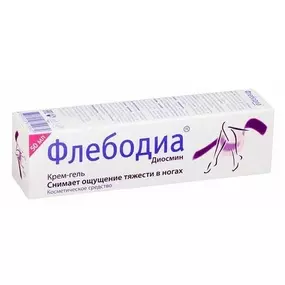 50 мл
Флебодиа®
Диосмин
Крем-гель
Снимает ощущение тяжести в ногах
Косметическое средство